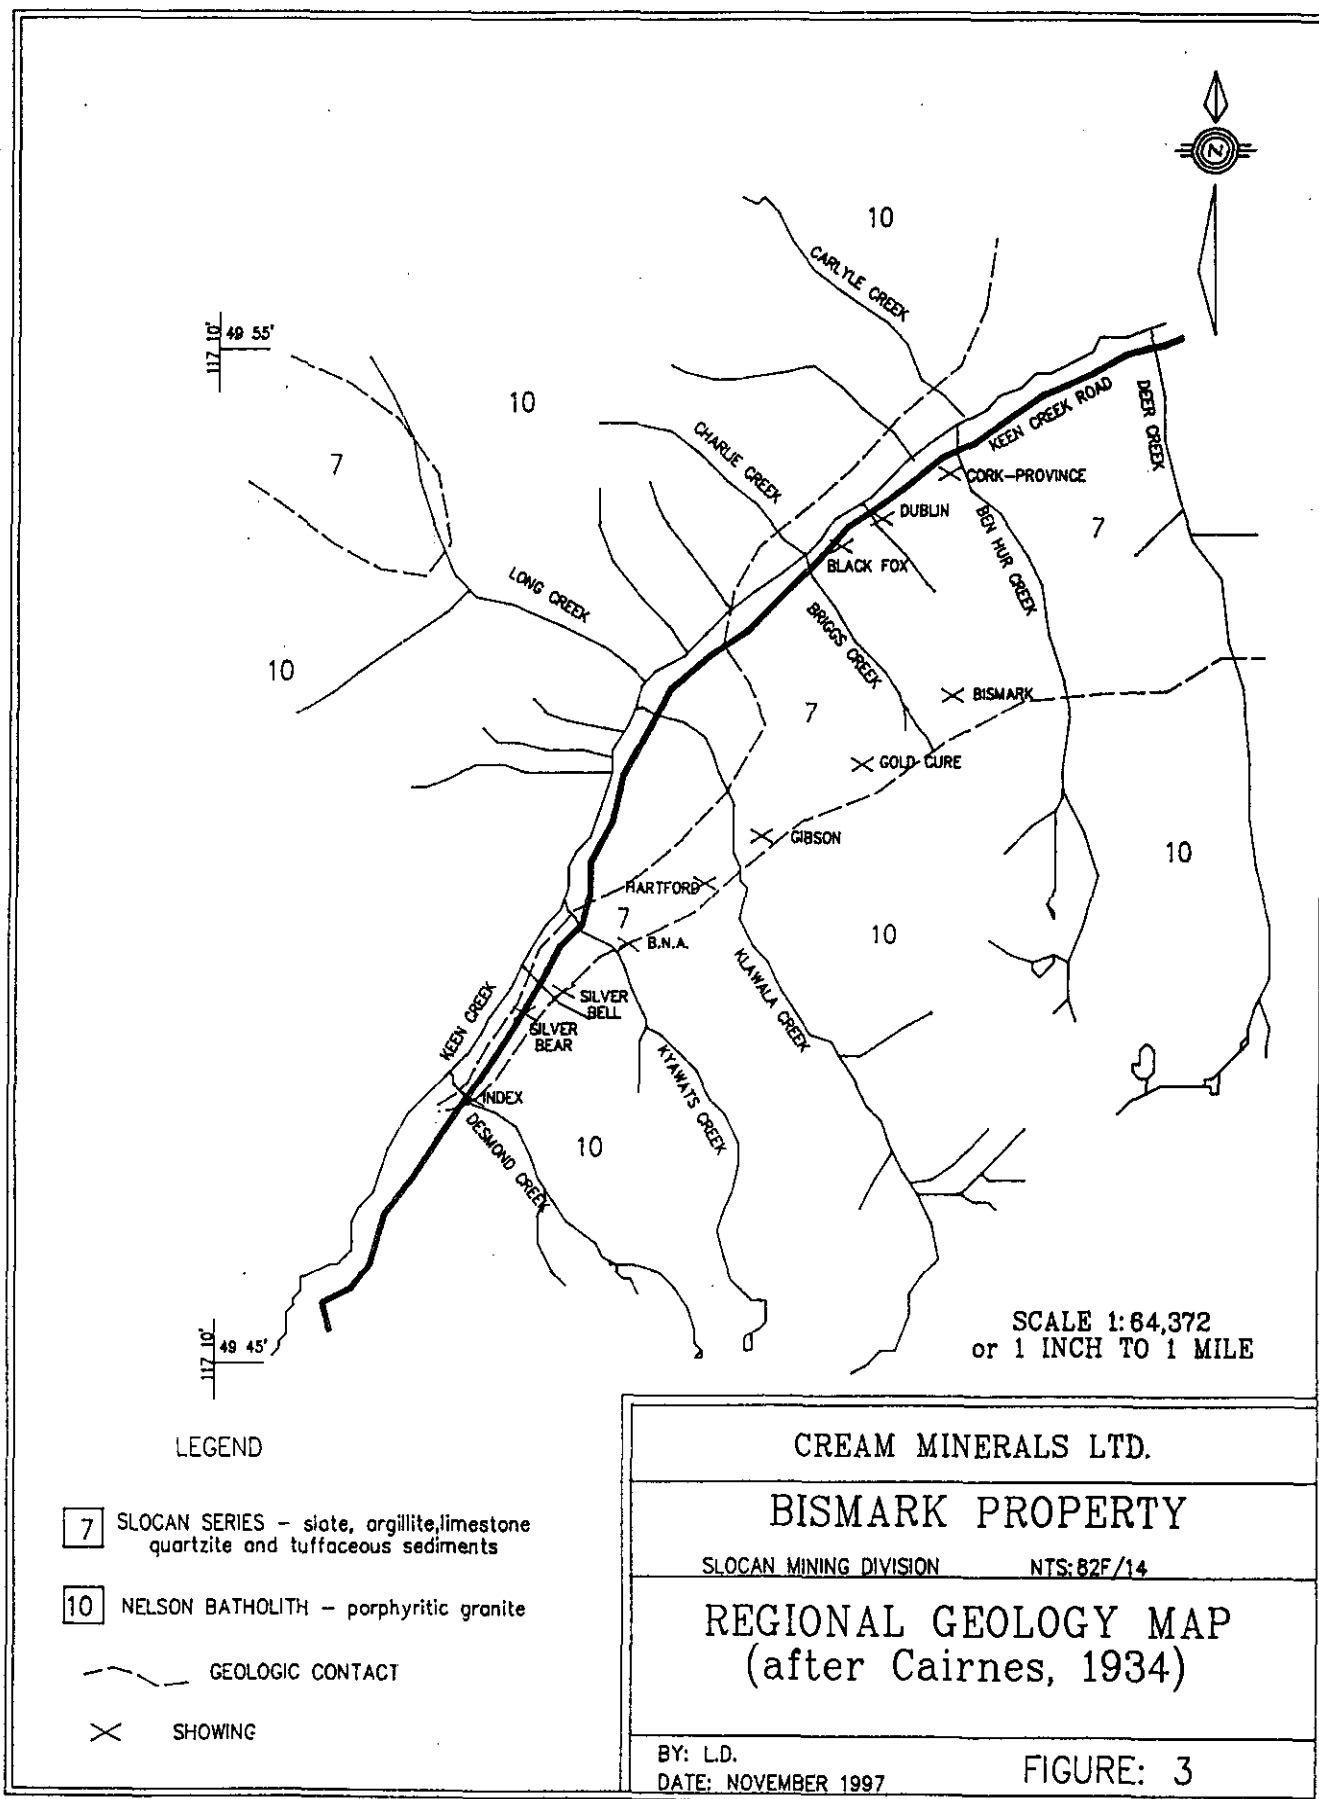 N
10
CARLYLE CREEK
117 10'
49 55'
10
KEEN CREEK ROAD
DEER CREEK
CHARLIE CREEK
7
CORK-PROVINCE
DUBLIN
7
BEN HUR CREEK
BLACK FOX
LONG CREEK
BRIGGS CREEK
10
BISMARK
7
GOLD CURE
GIBSON
10
HARTFORD
7
10
B.N.A.
KLAWALA CREEK
KEEN CREEK
SILVER
BELL
SILVER
BEAR
KYAWATS CREEK
INDEX
DESMOND CREEK
10
SCALE 1:64,372
or 1 INCH TO 1 MILE
117 10'
49 45'
LEGEND
7 SLOCAN SERIES - slate, argillite,limestone
quartzite and tuffaceous sediments
10 NELSON BATHOLITH - porphyritic granite
GEOLOGIC CONTACT
SHOWING
CREAM MINERALS LTD.
BISMARK PROPERTY
SLOCAN MINING DIVISION NTS:82F/14
REGIONAL GEOLOGY MAP
(after Cairnes, 1934)
BY: L.D.
DATE: NOVEMBER 1997
FIGURE: 3